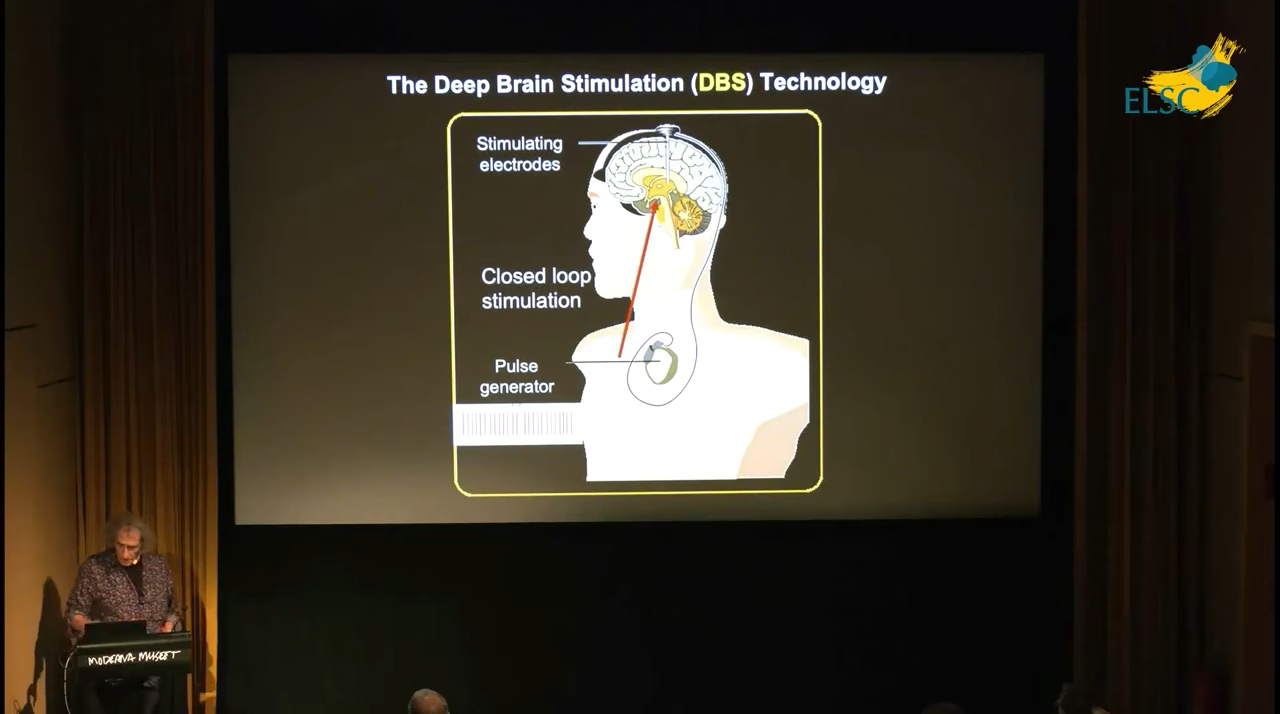 The Deep Brain Stimulation (DBS) Technology
ELSC
Stimulating
electrodes
Closed loop
stimulation
Pulse
generator
MODERNA MUSEET